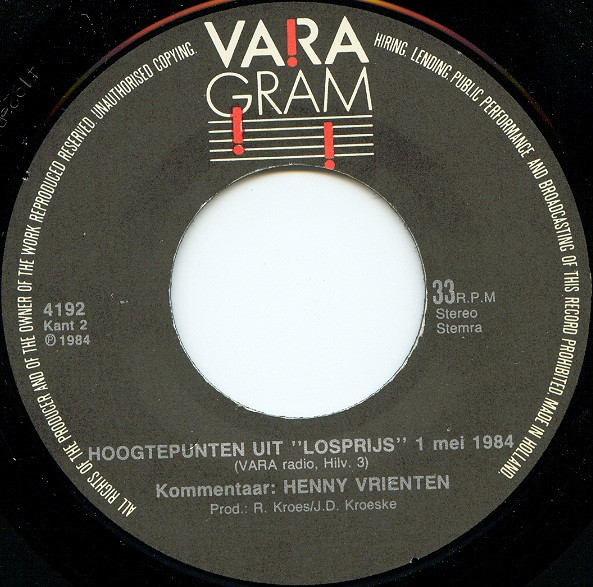 VARA
GRAM
ALL RIGHTS OF THE PRODUCER AND OF THE OWNER OF THE WORK REPRODUCED RESERVED. UNAUTHORISED COPYING. HIRING, LENDING, PUBLIC PERFORMANCE AND BROADCASTING OF THIS RECORD PROHIBITED. MADE IN HOLLAND
4192
Kant 2
℗ 1984
33 R.P.M
Stereo
Stemra
HOOGTEPUNTEN UIT "LOSPRIJS" 1 mei 1984
(VARA radio, Hilv. 3)
Kommentaar: HENNY VRIENTEN
Prod.: R. Kroes/J.D. Kroeske